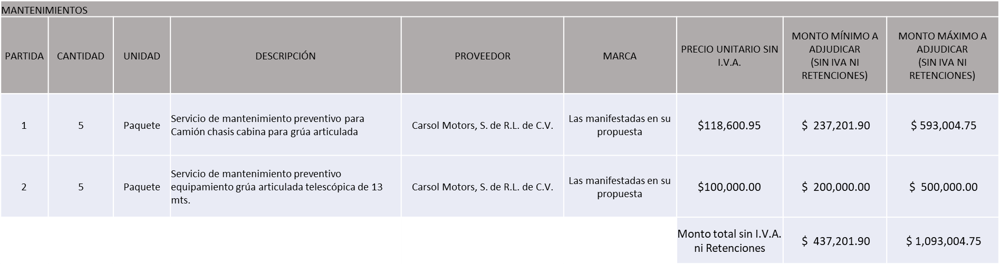 MANTENIMIENTOS
PARTIDA
CANTIDAD
UNIDAD
DESCRIPCIÓN
PROVEEDOR
MARCA
PRECIO UNITARIO SIN
I.V.A.
MONTO MÍNIMO A
ADJUDICAR
(SIN IVA NI
RETENCIONES)
MONTO MÁXIMO A
ADJUDICAR
(SIN IVA NI
RETENCIONES)
1
5
Paquete
Servicio de mantenimiento preventivo para
Camión chasis cabina para grúa articulada
Carsol Motors, S. de R.L. de C.V.
Las manifestadas en su
propuesta
$118,600.95
$ 237,201.90
$ 593,004.75
2
5
Paquete
Servicio de mantenimiento preventivo
equipamiento grúa articulada telescópica de 13
mts.
Carsol Motors, S. de R.L. de C.V.
Las manifestadas en su
propuesta
$100,000.00
$ 200,000.00
$ 500,000.00
Monto total sin I.V.A.
ni Retenciones
$ 437,201.90
$ 1,093,004.75